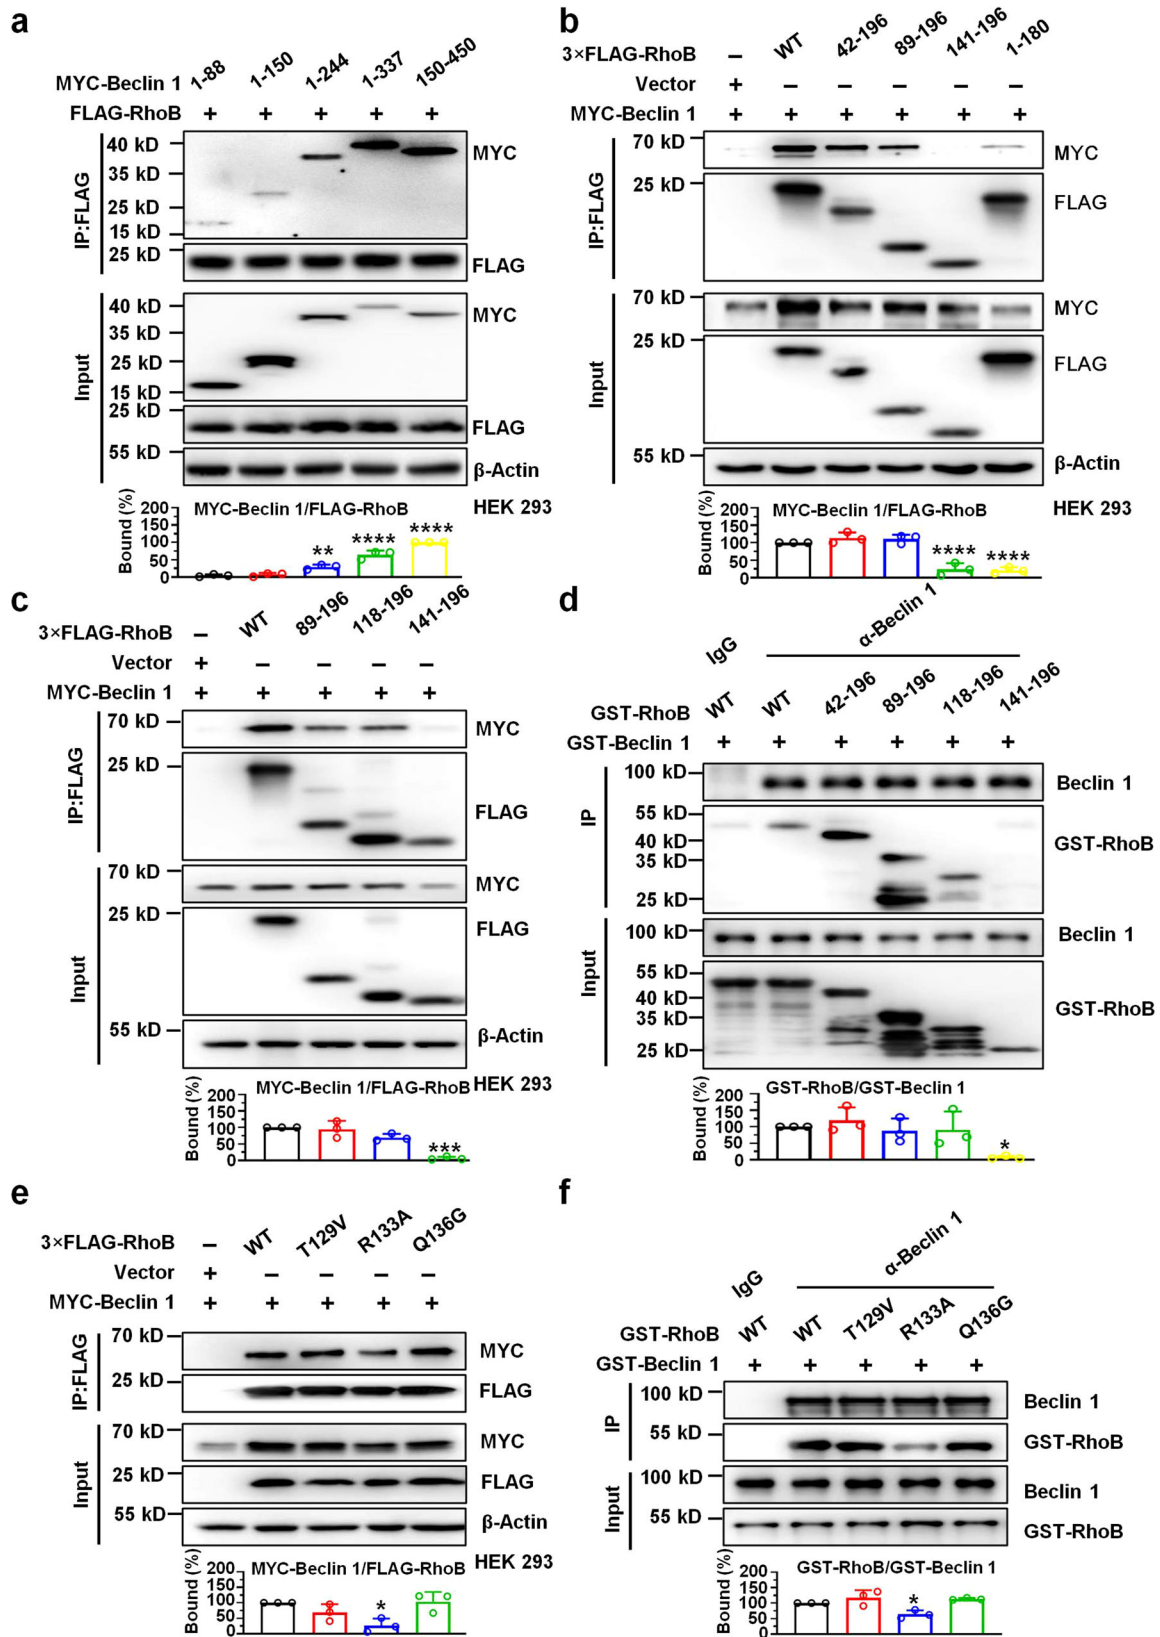 a
MYC-Beclin 1 1-88 1-150 1-244 1-337 150-450
FLAG-RhoB + + + + +
IP:FLAG
40 kD
35 kD
25 kD
15 kD
MYC
25 kD
FLAG
Input
40 kD
35 kD
25 kD
15 kD
MYC
25 kD
FLAG
55 kD
β-Actin
HEK 293
MYC-Beclin 1/FLAG-RhoB
Bound (%)
200
150
100
50
0
** **** ****
b
3×FLAG-RhoB – WT 42-196 89-196 141-196 1-180
Vector + – – – – –
MYC-Beclin 1 + + + + + +
IP:FLAG
70 kD
MYC
25 kD
FLAG
Input
70 kD
MYC
25 kD
FLAG
55 kD
β-Actin
HEK 293
MYC-Beclin 1/FLAG-RhoB
Bound (%)
200
150
100
50
0
**** ****
c
3×FLAG-RhoB – WT 89-196 118-196 141-196
Vector + – – – –
MYC-Beclin 1 + + + + +
IP:FLAG
70 kD
MYC
25 kD
FLAG
Input
70 kD
MYC
25 kD
FLAG
55 kD
β-Actin
HEK 293
MYC-Beclin 1/FLAG-RhoB
Bound (%)
200
150
100
50
0
***
d
IgG α-Beclin 1
GST-RhoB WT WT 42-196 89-196 118-196 141-196
GST-Beclin 1 + + + + + +
IP
100 kD
Beclin 1
55 kD
40 kD
35 kD
25 kD
GST-RhoB
Input
100 kD
Beclin 1
55 kD
40 kD
35 kD
25 kD
GST-RhoB
GST-RhoB/GST-Beclin 1
Bound (%)
200
150
100
50
0
*
e
3×FLAG-RhoB – WT T129V R133A Q136G
Vector + – – – –
MYC-Beclin 1 + + + + +
IP:FLAG
70 kD
MYC
25 kD
FLAG
Input
70 kD
MYC
25 kD
FLAG
55 kD
β-Actin
HEK 293
MYC-Beclin 1/FLAG-RhoB
Bound (%)
200
150
100
50
0
*
f
IgG α-Beclin 1
GST-RhoB WT WT T129V R133A Q136G
GST-Beclin 1 + + + + +
IP
100 kD
Beclin 1
55 kD
GST-RhoB
Input
100 kD
Beclin 1
55 kD
GST-RhoB
GST-RhoB/GST-Beclin 1
Bound (%)
200
150
100
50
0
*